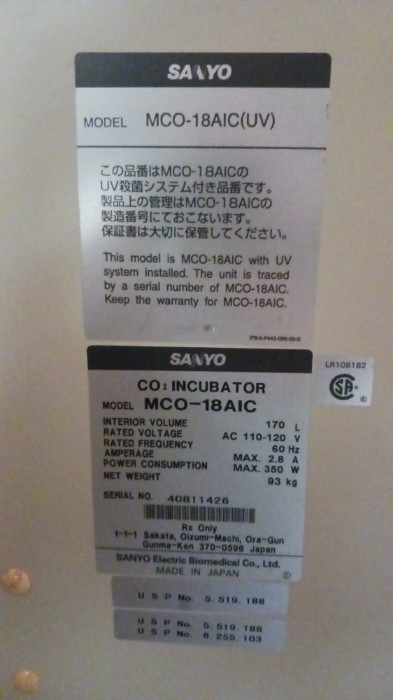 SANYO
MODEL MCO-18AIC(UV)
この品番はMCO-18AICの
UV殺菌システム付き品番です。
製品上の管理はMCO-18AICの
製造番号にておこないます。
保証書は大切に保管してください。
This model is MCO-18AIC with UV
system installed. The unit is traced
by a serial number of MCO-18AIC.
Keep the warranty for MCO-18AIC.
SANYO
CO2 INCUBATOR
MODEL MCO-18AIC
INTERIOR VOLUME 170 L
RATED VOLTAGE AC 110-120 V
RATED FREQUENCY 60 Hz
AMPERAGE MAX. 2.8 A
POWER CONSUMPTION MAX. 350 W
NET WEIGHT 93 kg
SERIAL NO. 40811426
Rx Only
1-1-1 Sakata, Oizumi-Machi, Ora-Gun
Gunma-Ken 370-0596 Japan
SANYO Electric Biomedical Co., Ltd.
MADE IN JAPAN
LR108182
U S P No. 5.519.188
U S P No. 5.519.188
U S P No. 6.255.103